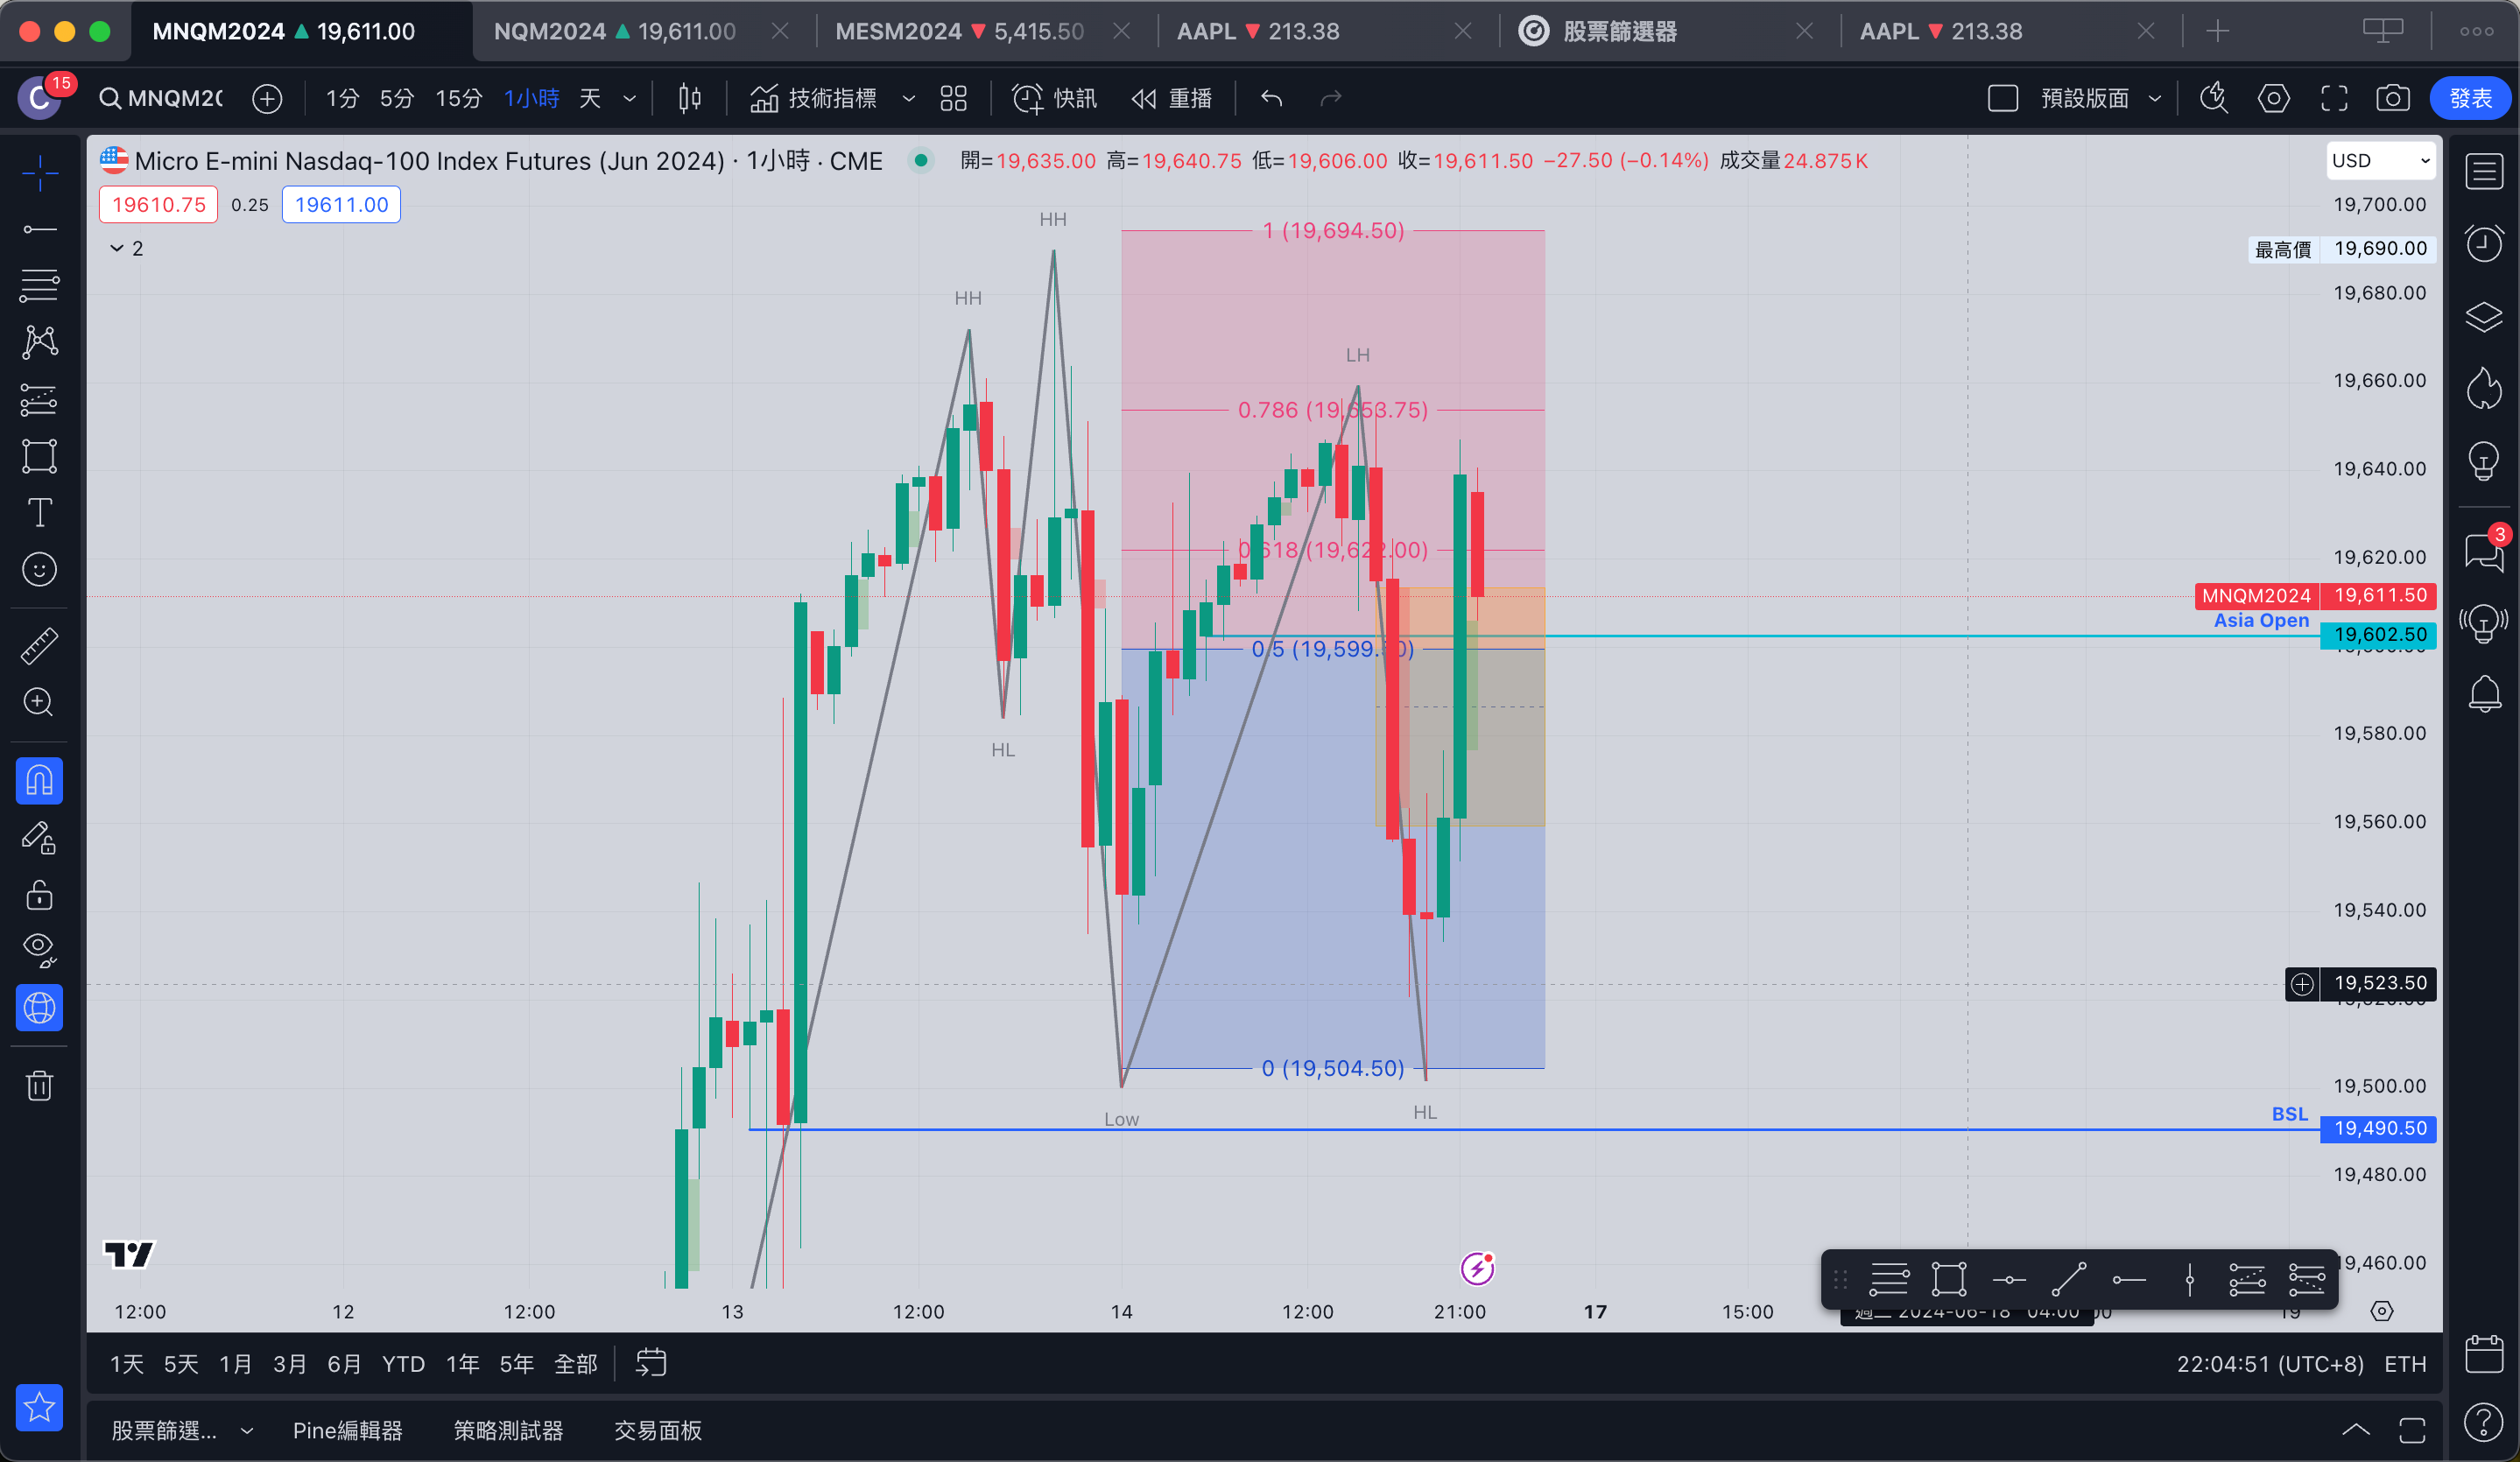 MNQM2024 ▲ 19,611.00
NQM2024 ▲ 19,611.00
MESM2024 ▼ 5,415.50
AAPL ▼ 213.38
股票篩選器
AAPL ▼ 213.38
C
15
MNQM2
1分 5分 15分 1小時 天
技術指標
快訊
重播
預設版面
發表
Micro E-mini Nasdaq-100 Index Futures (Jun 2024) · 1小時 · CME
開=19,635.00 高=19,640.75 低=19,606.00 收=19,611.50 −27.50 (−0.14%) 成交量24.875K
USD
19610.75 0.25 19611.00
2
19,700.00
最高價 19,690.00
19,680.00
19,660.00
19,640.00
19,620.00
MNQM2024 19,611.50
Asia Open
19,602.50
19,580.00
19,560.00
19,540.00
19,523.50
19,500.00
BSL
19,490.50
19,480.00
19,460.00
3
HH
HH
LH
HL
Low
HL
1 (19,694.50)
0.786 (19,653.75)
0.618 (19,622.00)
0.5 (19,599.50)
0 (19,504.50)
12:00 12 12:00 13 12:00 14 12:00 21:00 17 15:00 週二 2024-06-18 04:00 19
1天 5天 1月 3月 6月 YTD 1年 5年 全部
22:04:51 (UTC+8) ETH
股票篩選... Pine編輯器 策略測試器 交易面板